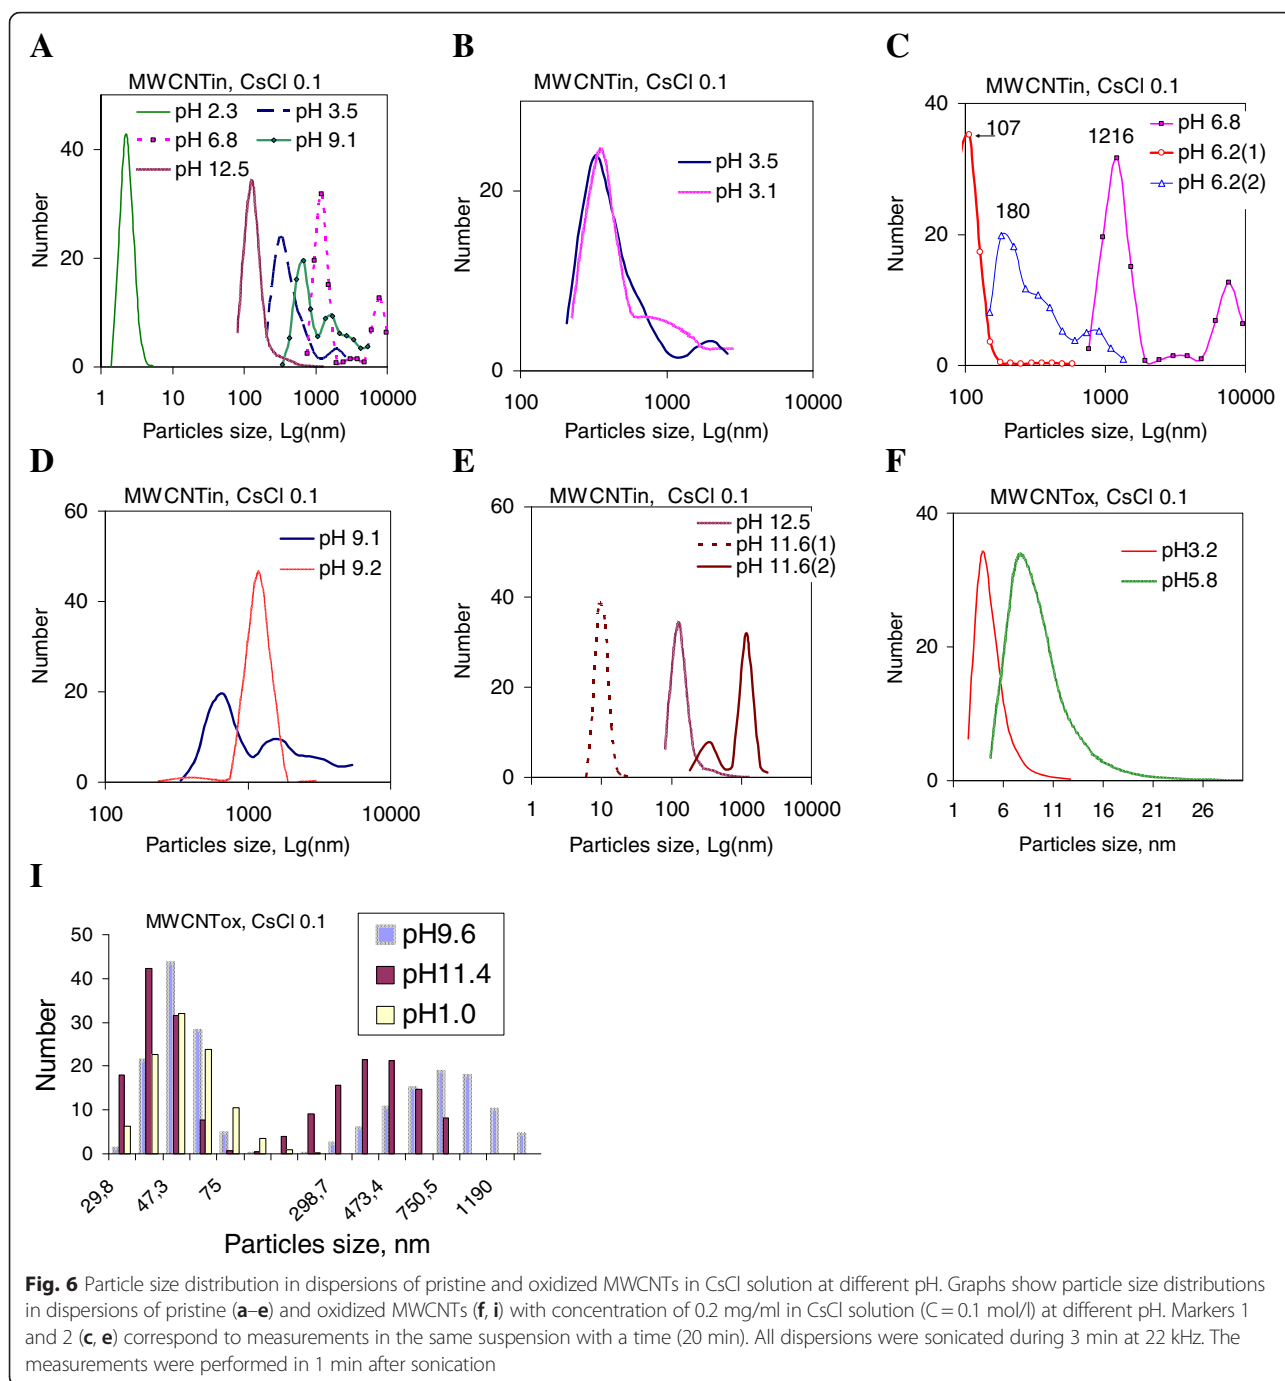 A
MWCNTin, CsCl 0.1
pH 2.3
pH 3.5
pH 6.8
pH 9.1
pH 12.5
Number
40
20
0
1
10
100
1000
10000
Particles size, Lg(nm)
B
MWCNTin, CsCl 0.1
pH 3.5
pH 3.1
Number
20
0
100
1000
10000
Particles size, Lg(nm)
C
MWCNTin, CsCl 0.1
107
1216
180
pH 6.8
pH 6.2(1)
pH 6.2(2)
Number
40
20
0
100
1000
10000
Particles size, Lg(nm)
D
MWCNTin, CsCl 0.1
pH 9.1
pH 9.2
Number
60
40
20
0
100
1000
10000
Particles size, Lg(nm)
E
MWCNTin, CsCl 0.1
pH 12.5
pH 11.6(1)
pH 11.6(2)
Number
60
40
20
0
1
10
100
1000
10000
Particles size, Lg(nm)
F
MWCNTox, CsCl 0.1
pH3.2
pH5.8
Number
40
20
0
1
6
11
16
21
26
Particles size, nm
I
MWCNTox, CsCl 0.1
pH9.6
pH11.4
pH1.0
Number
50
40
30
20
10
0
29,8
47,3
75
298,7
473,4
750,5
1190
Particles size, nm
Fig. 6 Particle size distribution in dispersions of pristine and oxidized MWCNTs in CsCl solution at different pH. Graphs show particle size distributions
in dispersions of pristine (a–e) and oxidized MWCNTs (f, i) with concentration of 0.2 mg/ml in CsCl solution (C = 0.1 mol/l) at different pH. Markers 1
and 2 (c, e) correspond to measurements in the same suspension with a time (20 min). All dispersions were sonicated during 3 min at 22 kHz. The
measurements were performed in 1 min after sonication